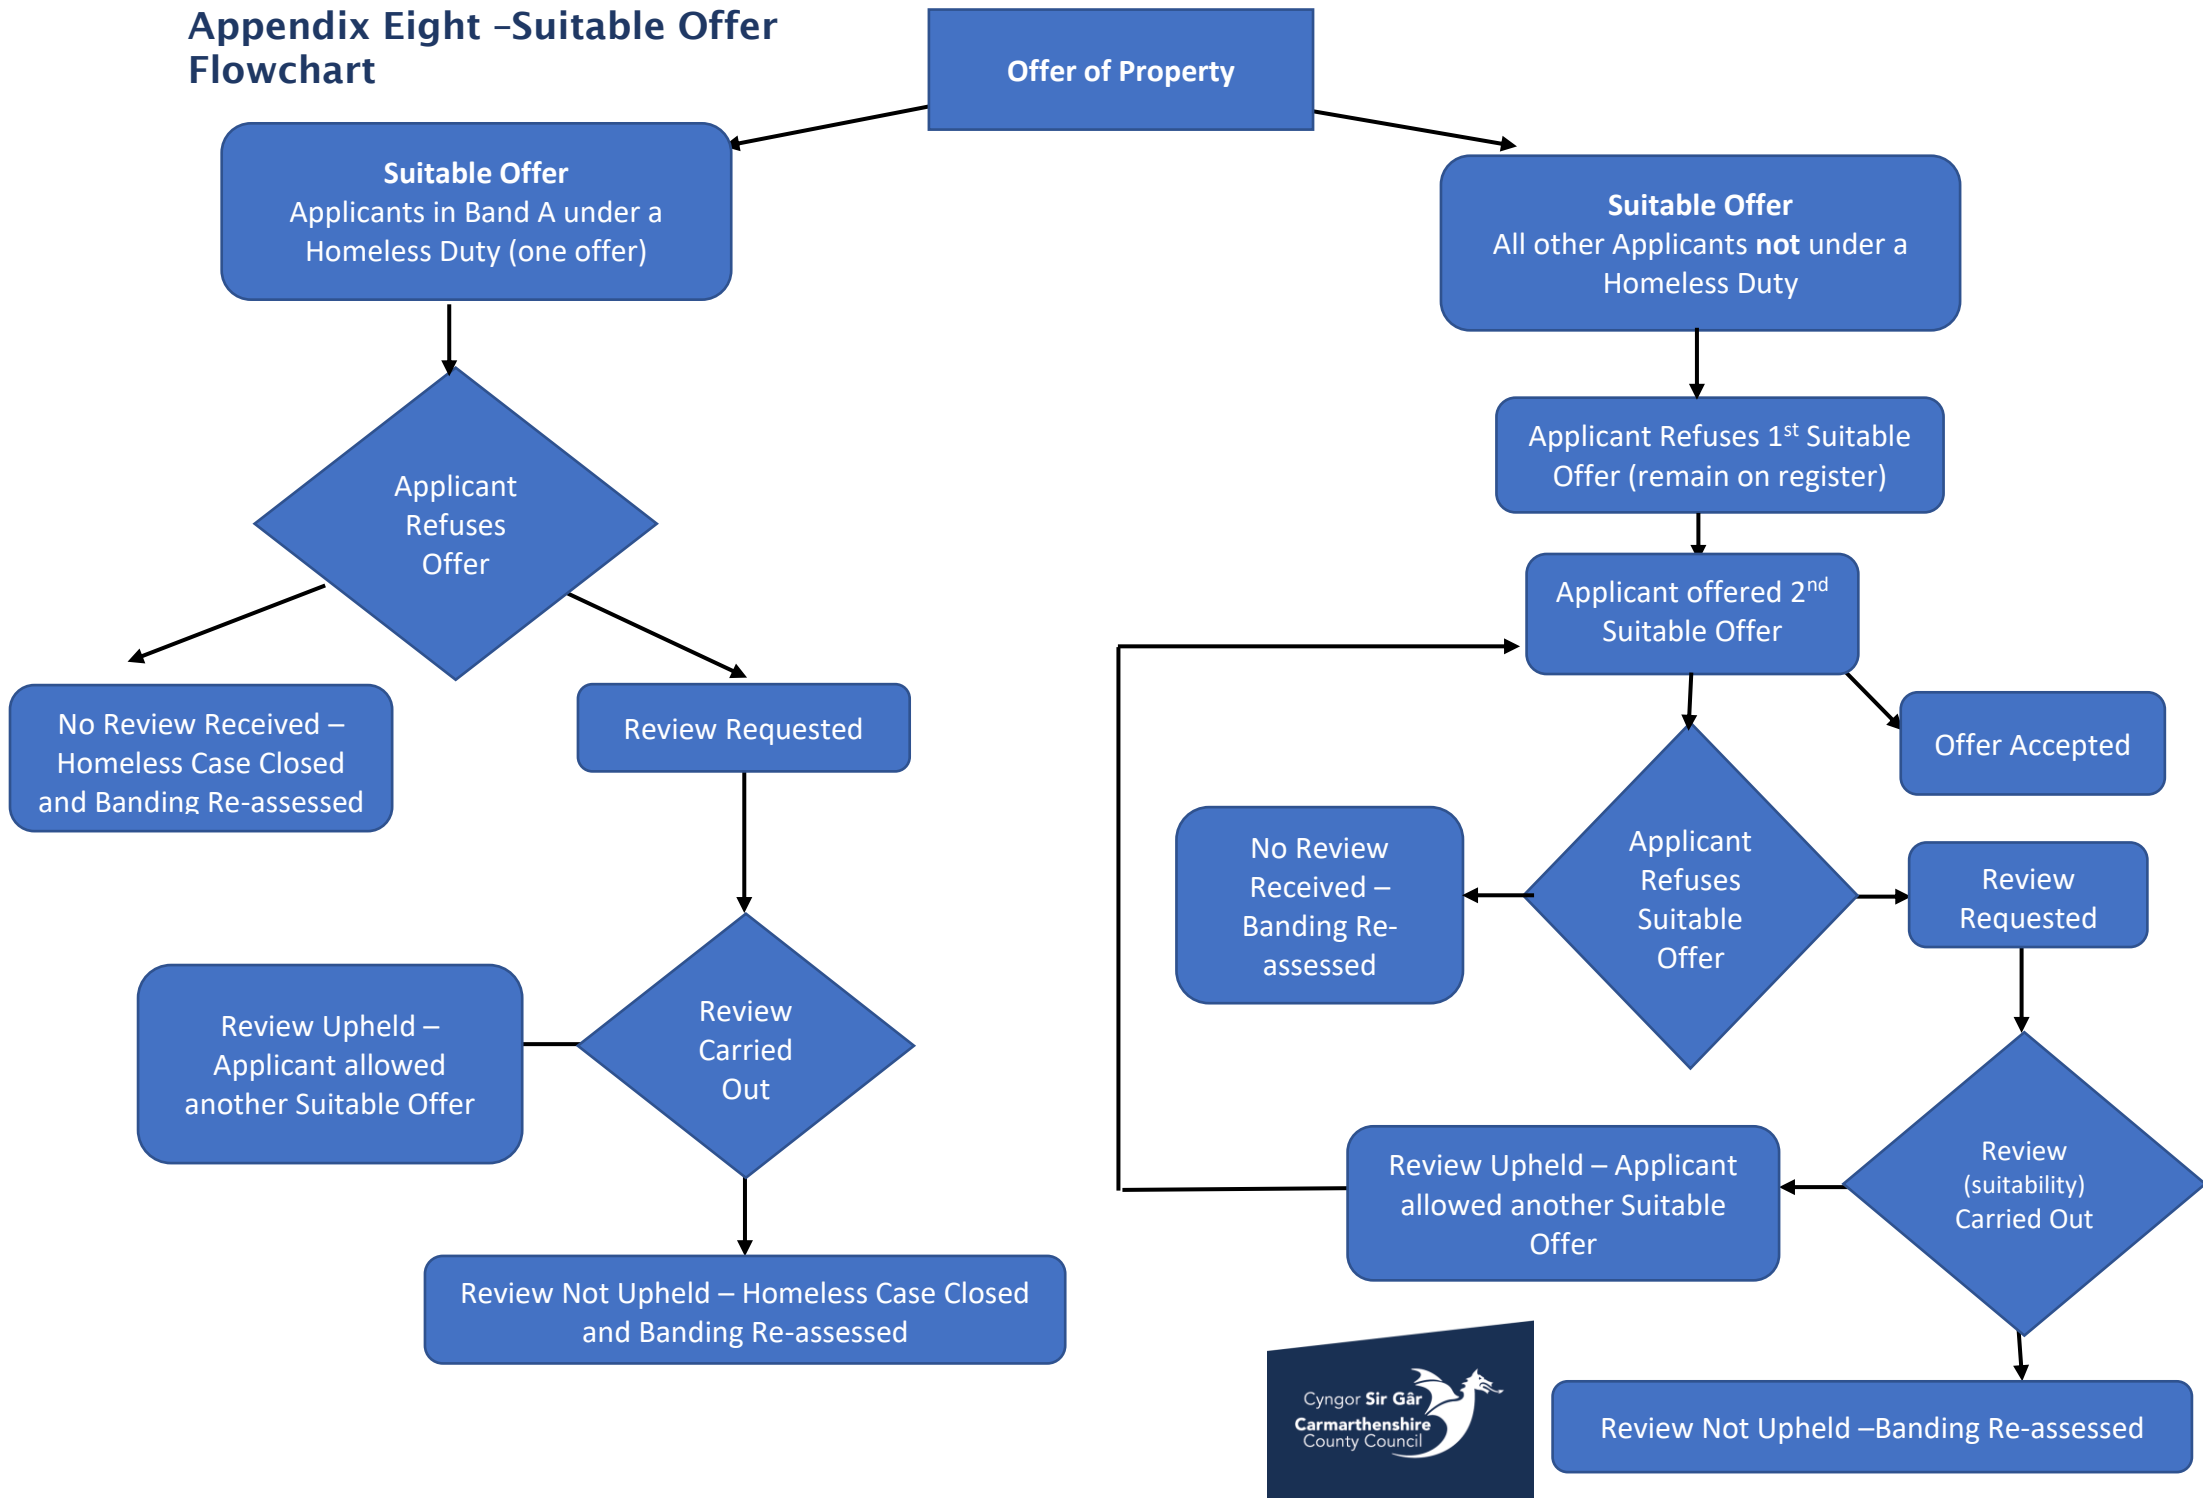 Appendix Eight –Suitable Offer
Flowchart
Offer of Property
Suitable Offer
Applicants in Band A under a
Homeless Duty (one offer)
Suitable Offer
All other Applicants not under a
Homeless Duty
Applicant
Refuses
Offer
Applicant Refuses 1st Suitable
Offer (remain on register)
Applicant offered 2nd
Suitable Offer
No Review Received –
Homeless Case Closed
and Banding Re-assessed
Review Requested
Offer Accepted
No Review
Received –
Banding Re-
assessed
Applicant
Refuses
Suitable
Offer
Review
Requested
Review Upheld –
Applicant allowed
another Suitable Offer
Review
Carried
Out
Review Upheld – Applicant
allowed another Suitable
Offer
Review
(suitability)
Carried Out
Review Not Upheld – Homeless Case Closed
and Banding Re-assessed
Cyngor Sir Gâr
Carmarthenshire
County Council
Review Not Upheld –Banding Re-assessed